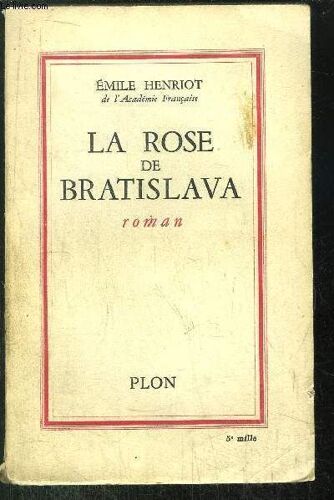 ÉMILE HENRIOT
de l'Académie Française
LA ROSE
DE
BRATISLAVA
roman
PLON
5e mille